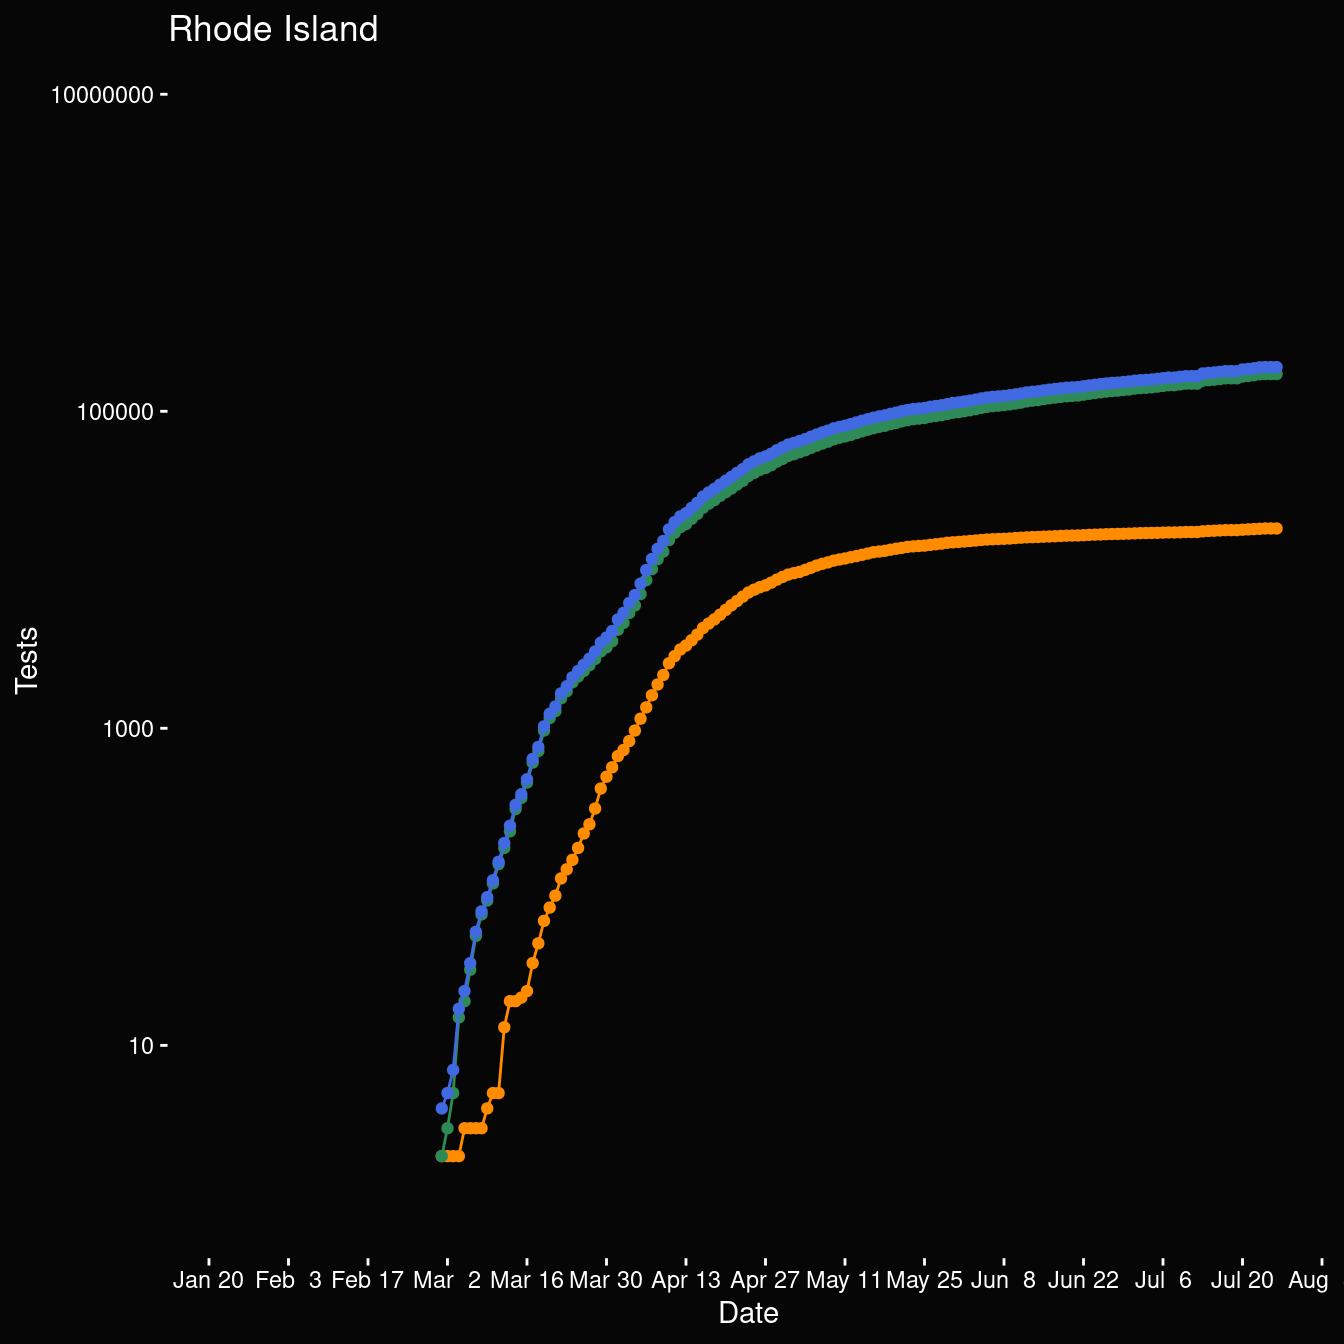 Rhode Island
10000000
100000
1000
10
Tests
Jan 20 Feb 3 Feb 17 Mar 2 Mar 16 Mar 30 Apr 13 Apr 27 May 11 May 25 Jun 8 Jun 22 Jul 6 Jul 20 Aug
Date